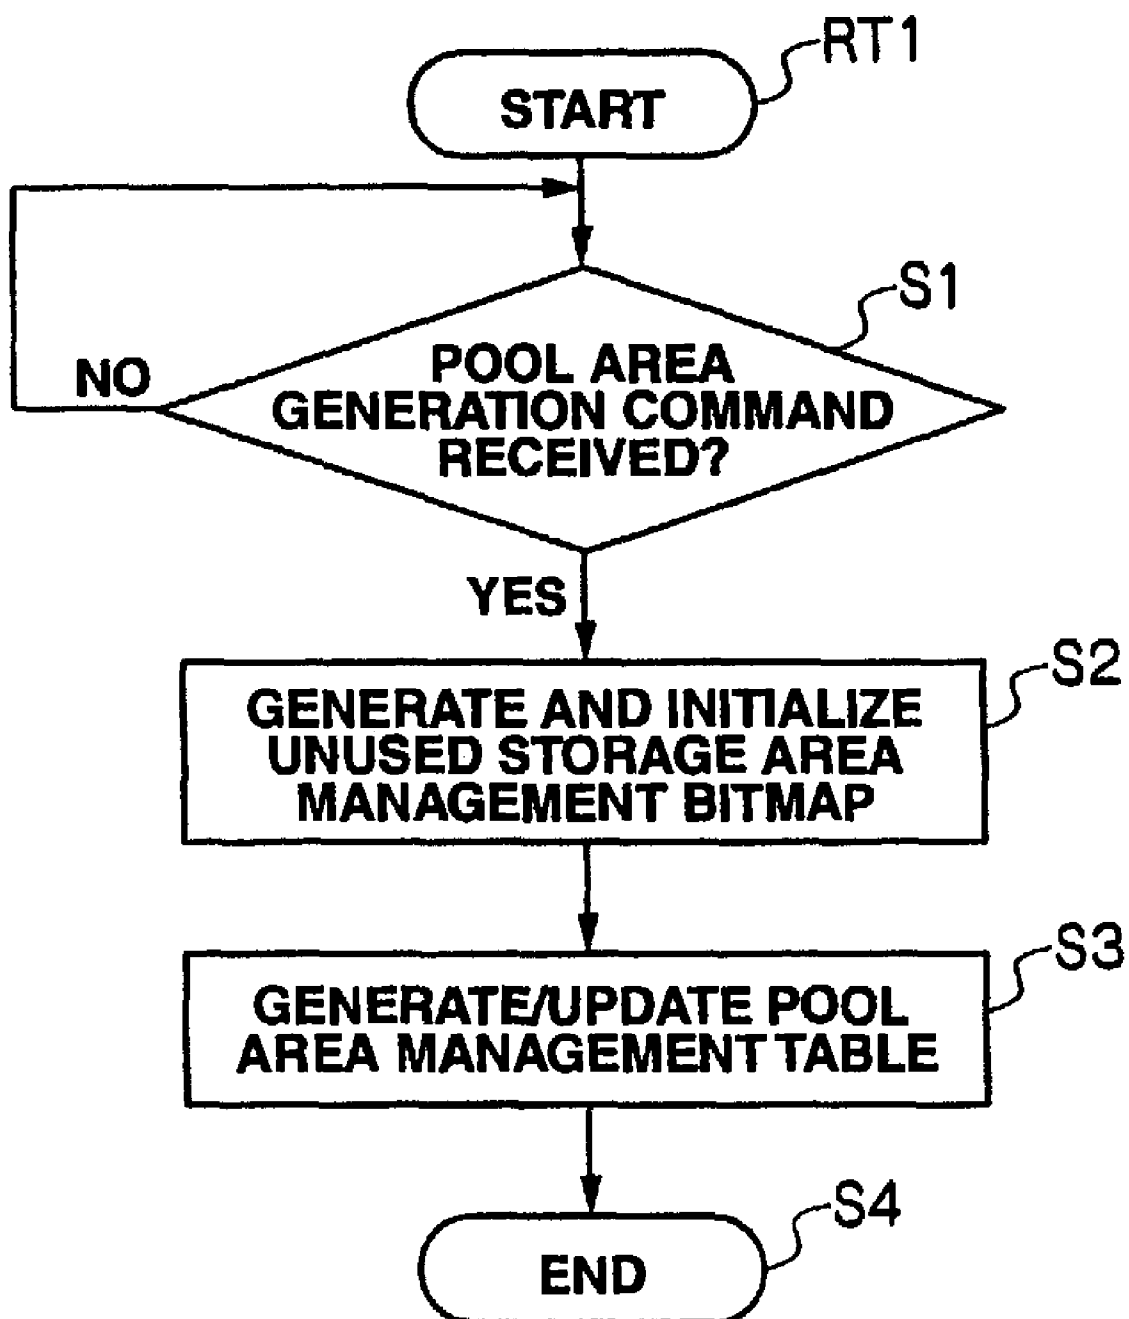 RT1
START
S1
POOL AREA
GENERATION COMMAND
RECEIVED?
NO
YES
S2
GENERATE AND INITIALIZE
UNUSED STORAGE AREA
MANAGEMENT BITMAP
S3
GENERATE/UPDATE POOL
AREA MANAGEMENT TABLE
S4
END